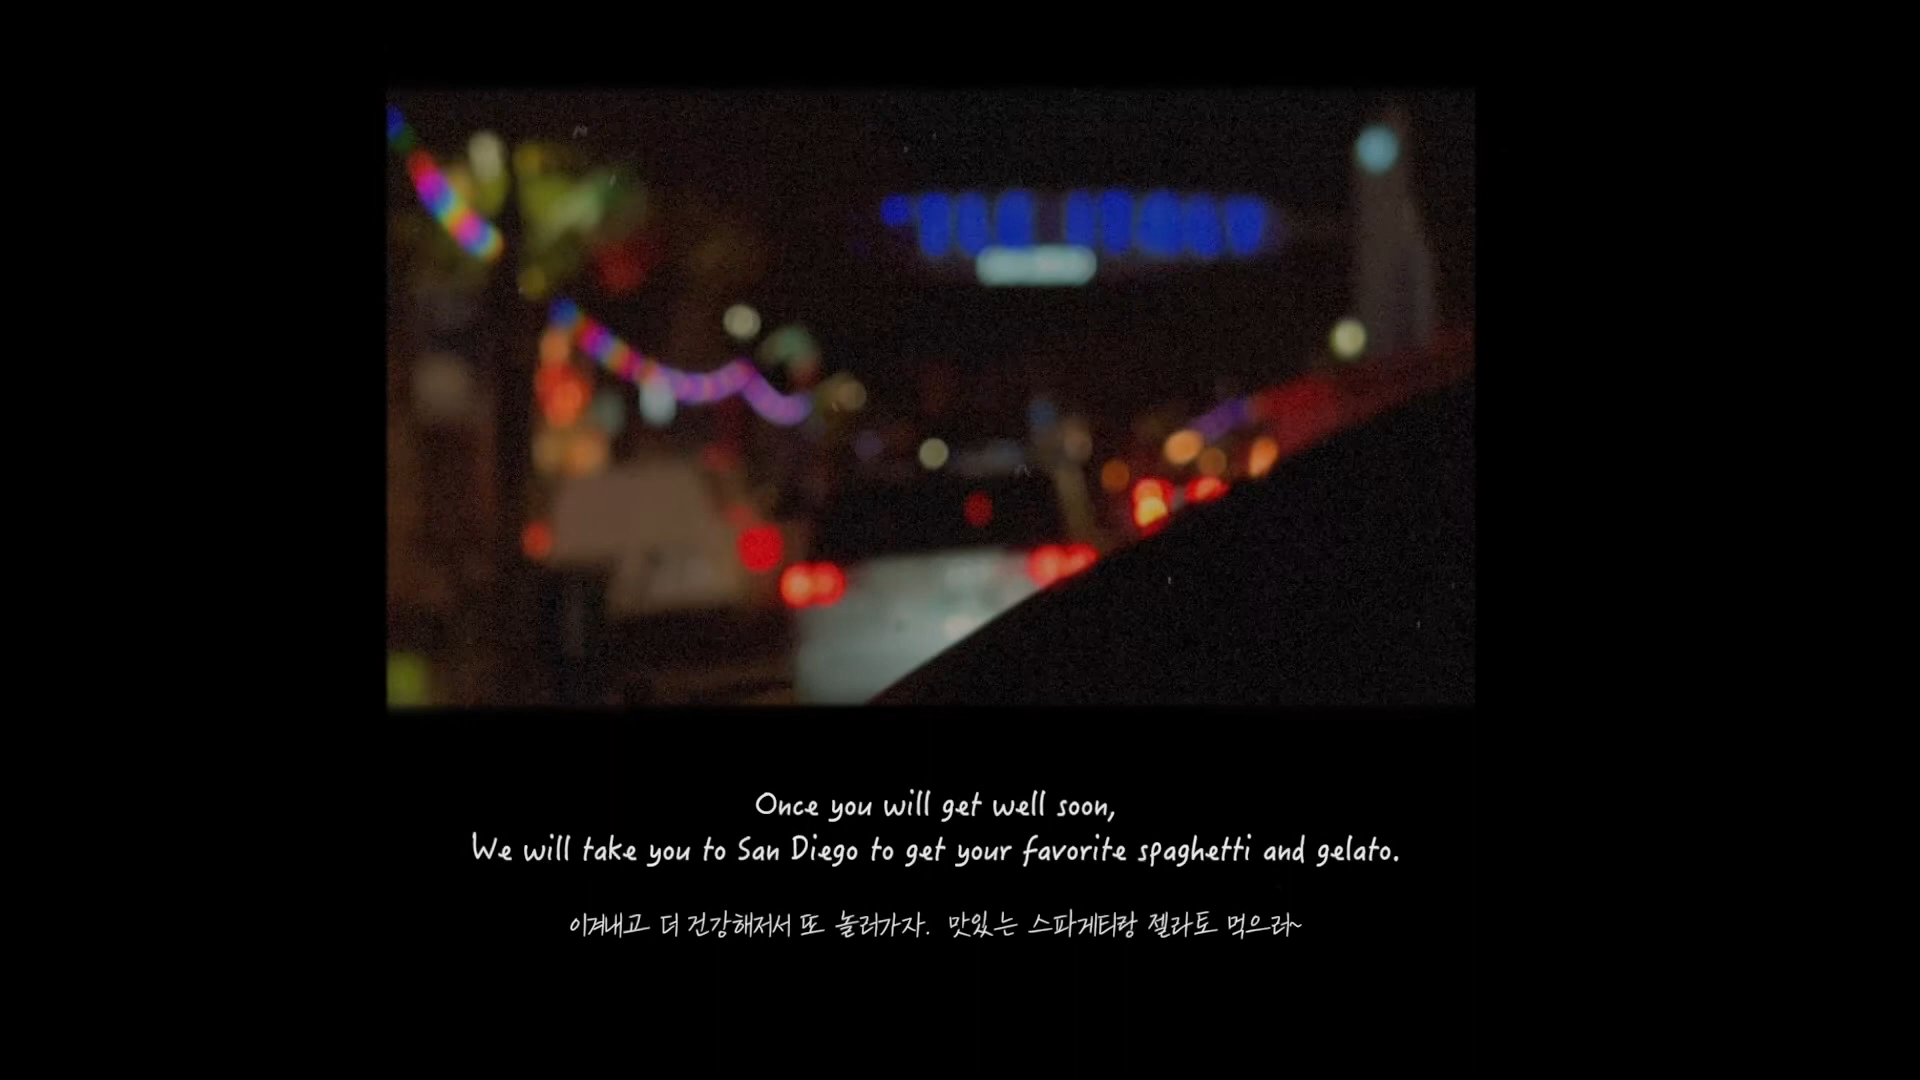 Once you will get well soon,
We will take you to San Diego to get your favorite spaghetti and gelato.
이겨내고 더 건강해져서 또 놀러가자. 맛있는 스파게티랑 젤라토 먹으러~